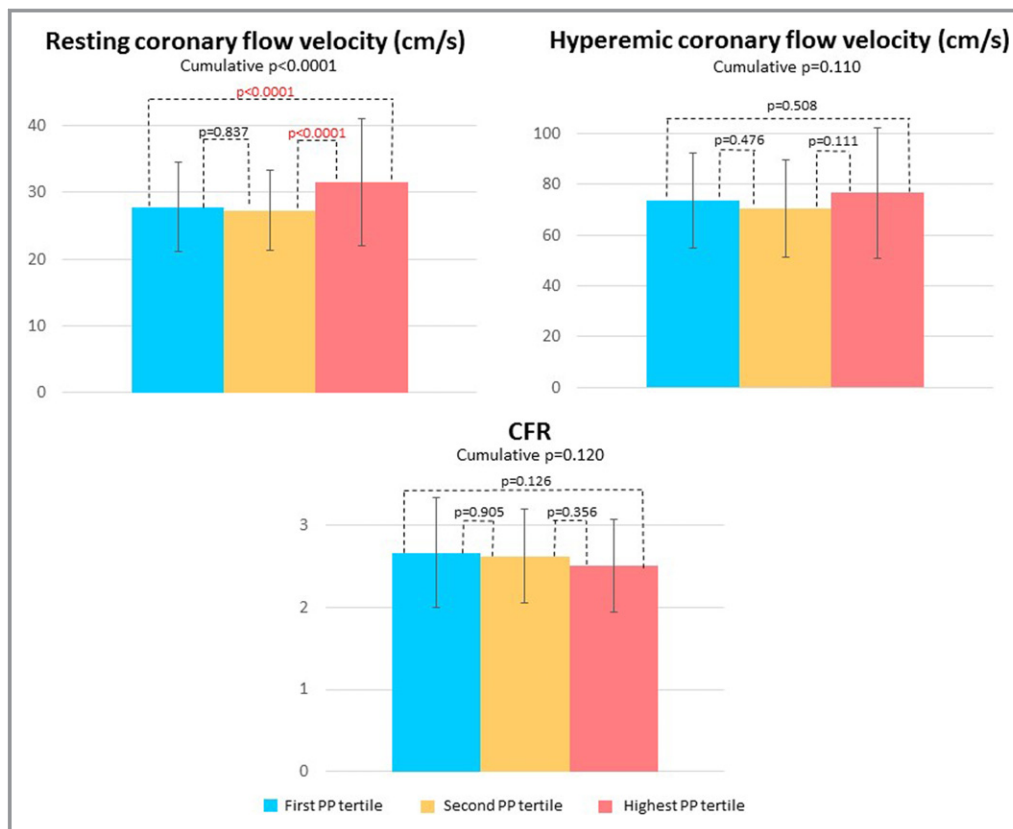 Resting coronary flow velocity (cm/s)
Cumulative p<0.0001
p<0.0001
p=0.837
p<0.0001
40
30
20
10
0
Hyperemic coronary flow velocity (cm/s)
Cumulative p=0.110
p=0.508
p=0.476
p=0.111
100
80
60
40
20
0
CFR
Cumulative p=0.120
p=0.126
p=0.905
p=0.356
3
2
1
0
First PP tertile
Second PP tertile
Highest PP tertile